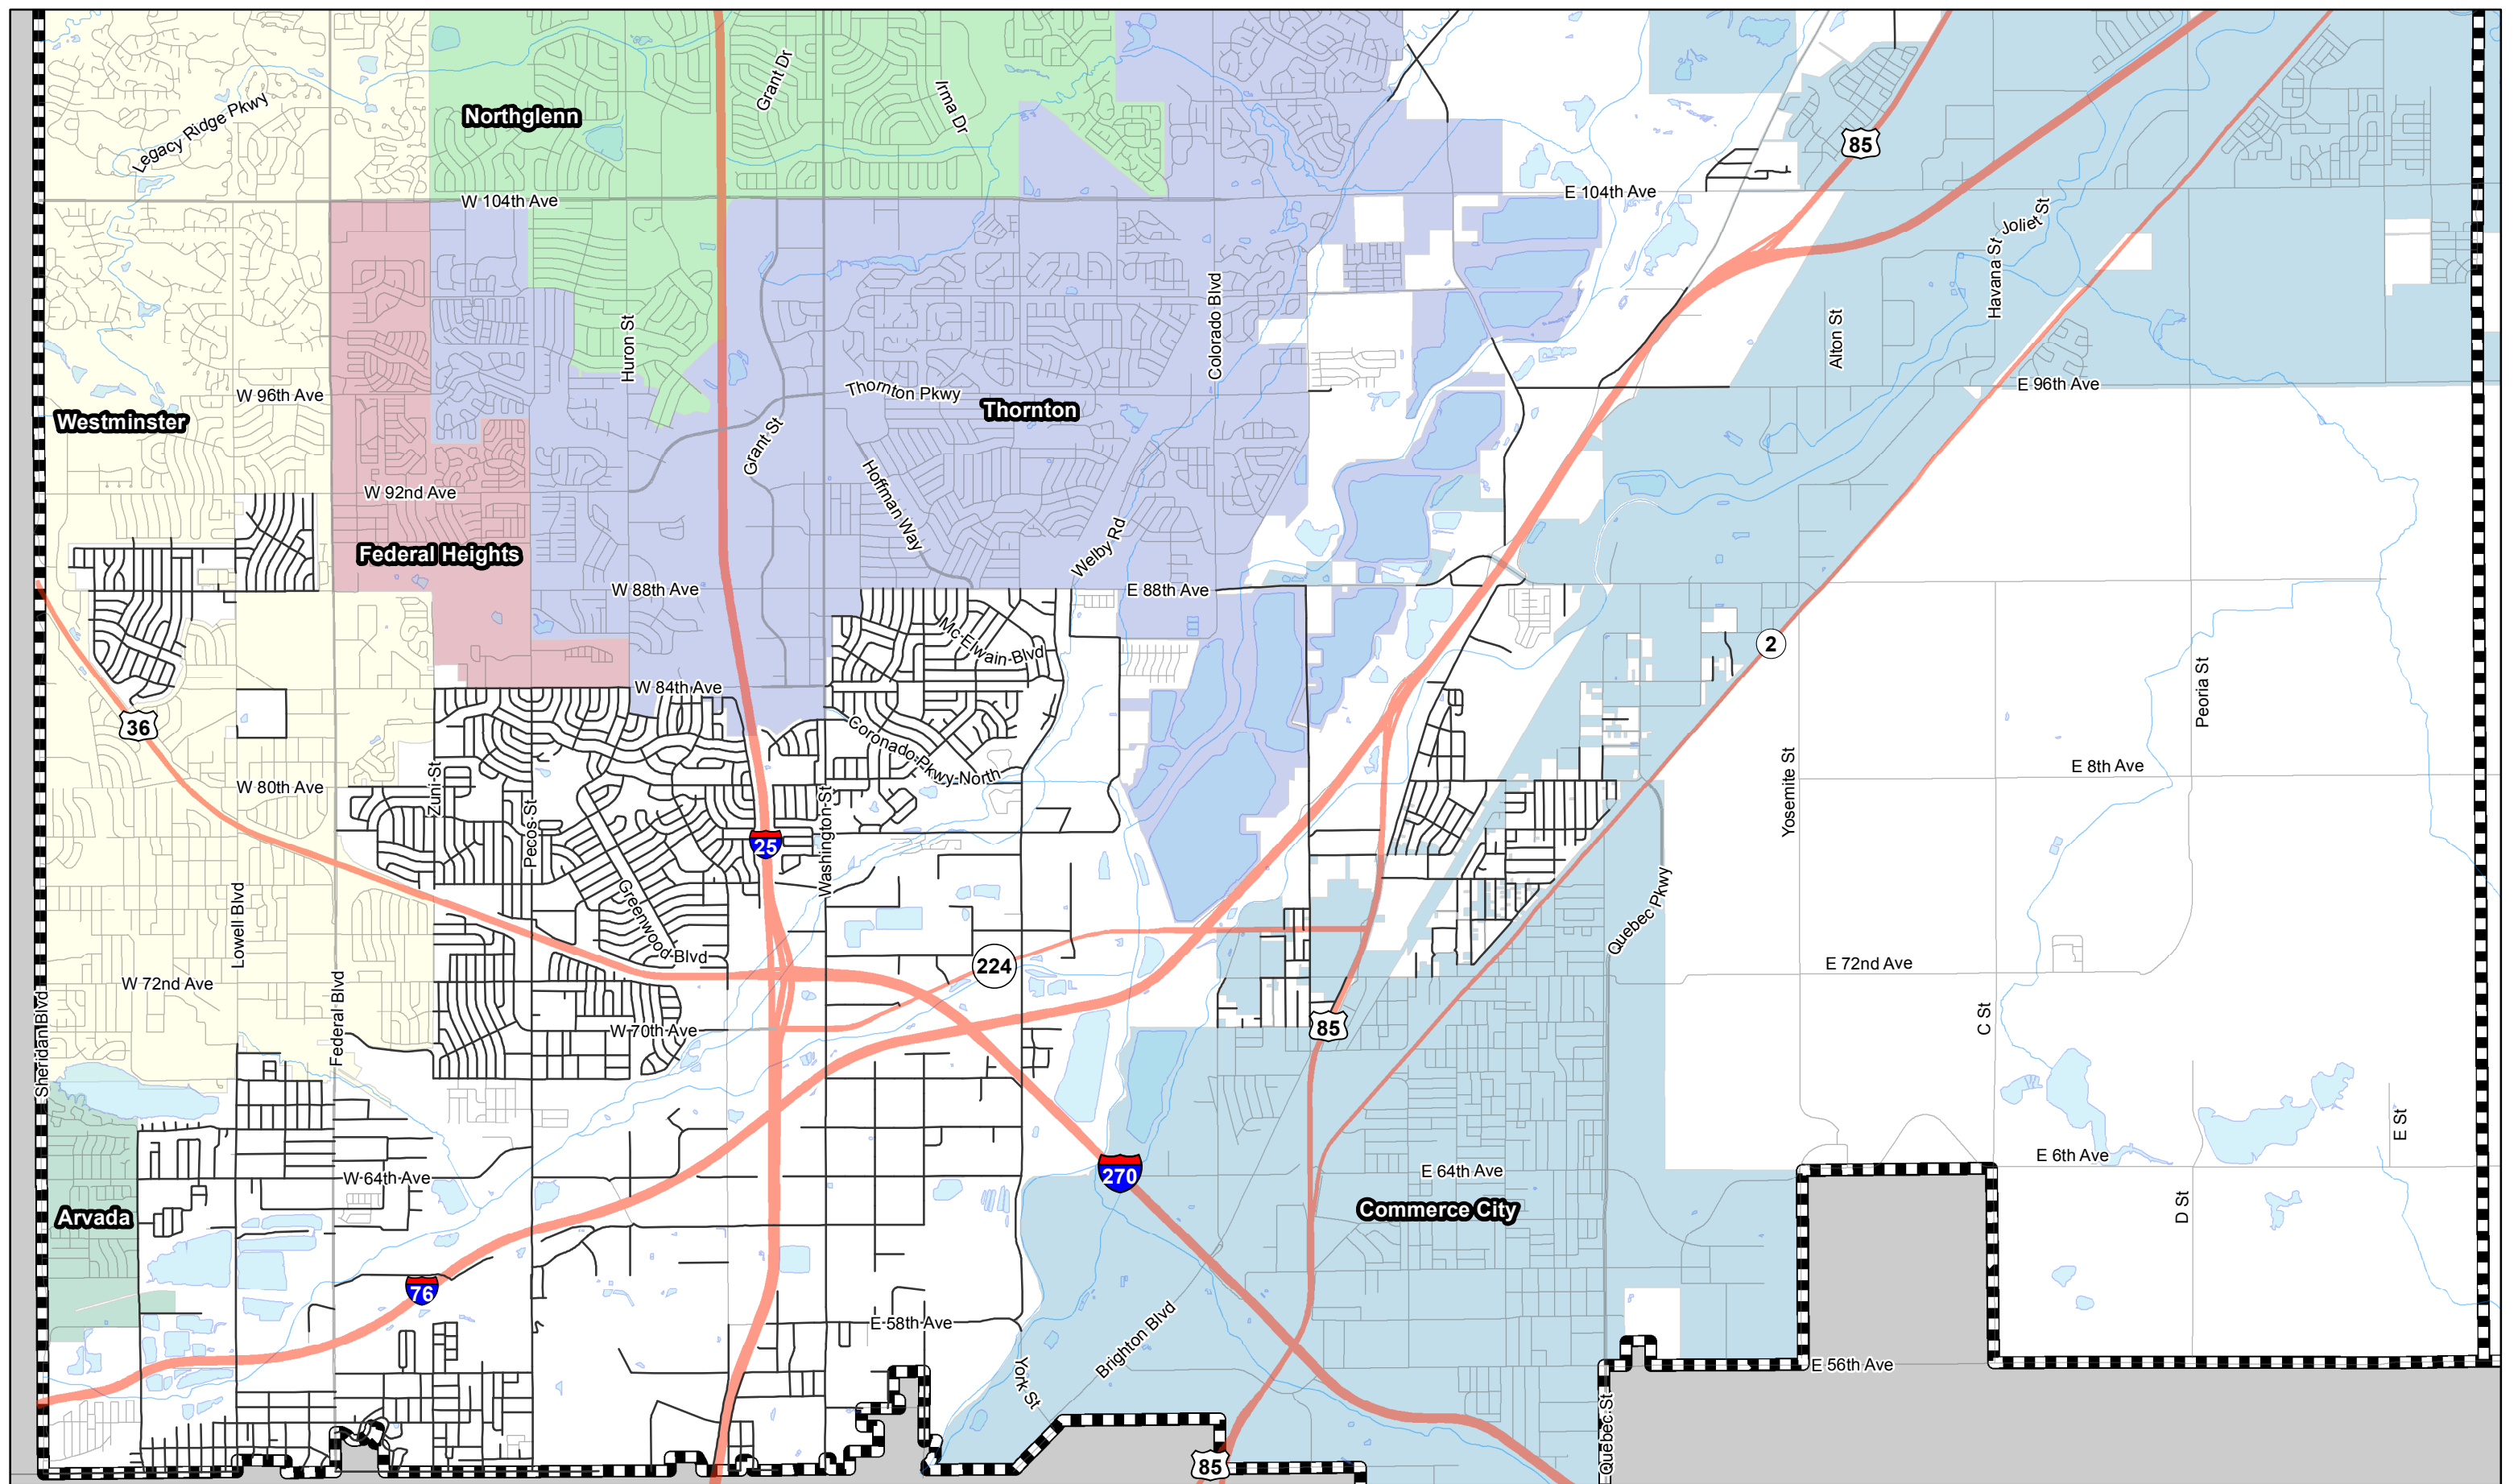 Grant Dr
Irma Dr
Legacy Ridge Pkwy
Northglenn
85
W 104th Ave
E 104th Ave
Joliet St
Havana St
Huron St
Colorado Blvd
Alton St
W 96th Ave
Thornton Pkwy
E 96th Ave
Westminster
Thornton
Grant St
Hoffman Way
W 92nd Ave
Federal Heights
Welby Rd
W 88th Ave
E 88th Ave
Mc Elwain Blvd
2
W 84th Ave
Peoria St
36
Coronado Pkwy North
E 8th Ave
W 80th Ave
Zuni St
Pecos St
Washington St
Yosemite St
25
Greenwood Blvd
Lowell Blvd
Quebec Pkwy
224
E 72nd Ave
W 72nd Ave
Federal Blvd
Sheridan Blvd
W 70th Ave
85
C St
E St
E 6th Ave
W 64th Ave
270
E 64th Ave
Arvada
Commerce City
D St
76
E 58th Ave
Brighton Blvd
York St
E 56th Ave
Quebec St
85